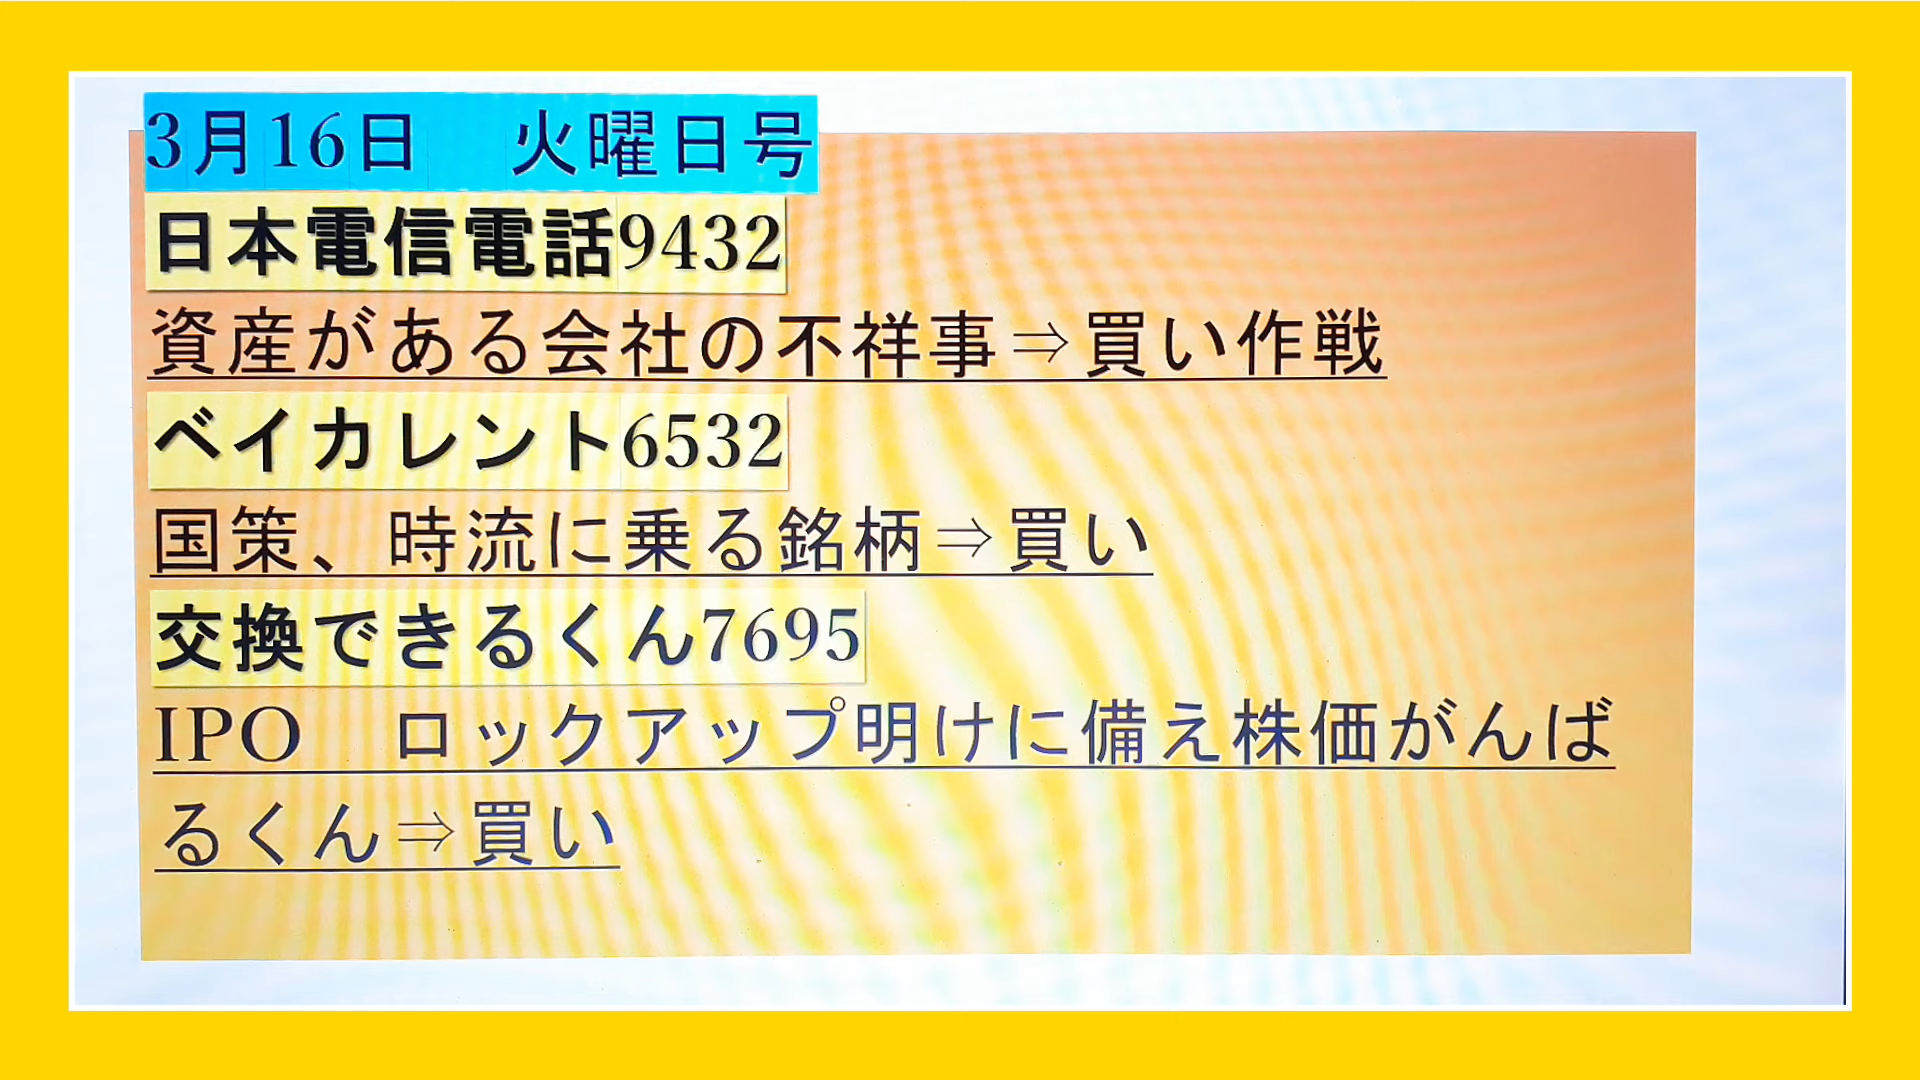 3月16日　火曜日号
日本電信電話9432
資産がある会社の不祥事⇒買い作戦
ベイカレント6532
国策、時流に乗る銘柄⇒買い
交換できるくん7695
IPO　ロックアップ明けに備え株価がんば
るくん⇒買い